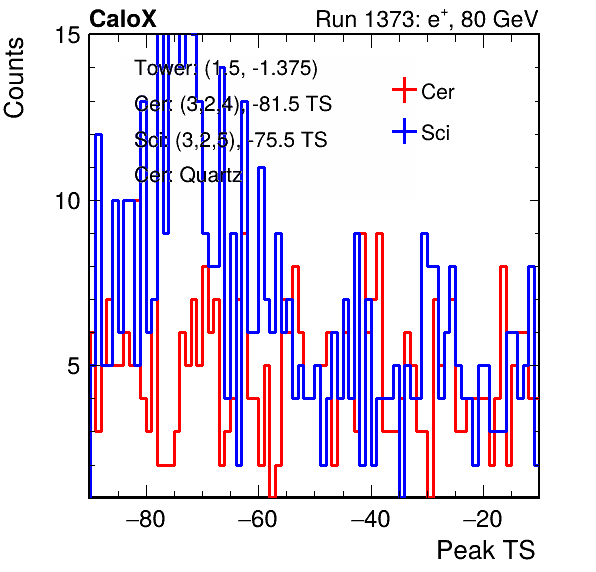 CaloX Run 1373: e⁺, 80 GeV
Counts
15
Tower: (1.5, -1.375)
Cer: (3,2,4), -81.5 TS
Sci: (3,2,5), -75.5 TS
Cer: Quartz
Cer
Sci
10
5
−80 −60 −40 −20
Peak TS